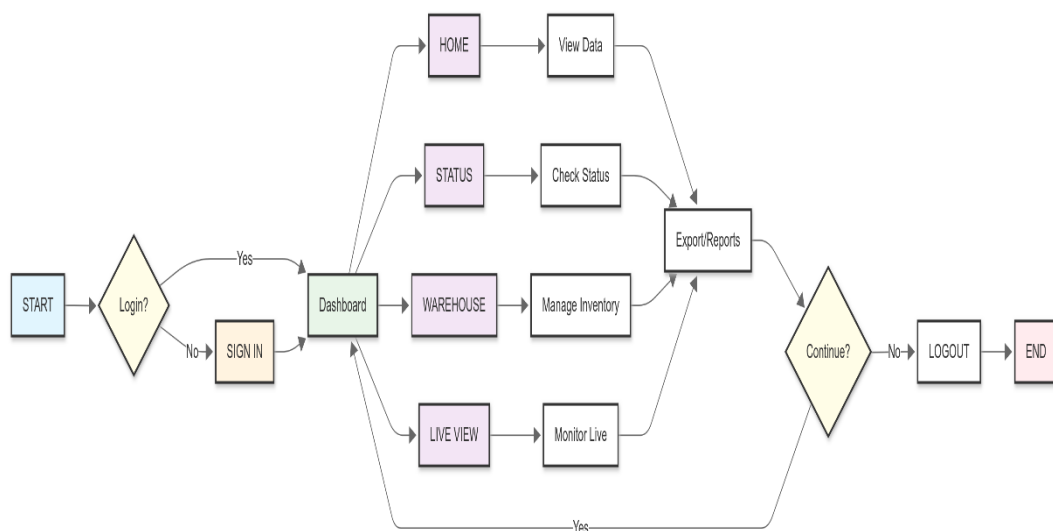 START
Login?
Yes
No
SIGN IN
Dashboard
HOME
View Data
STATUS
Check Status
WAREHOUSE
Manage Inventory
LIVE VIEW
Monitor Live
Export/Reports
Continue?
Yes
No
LOGOUT
END